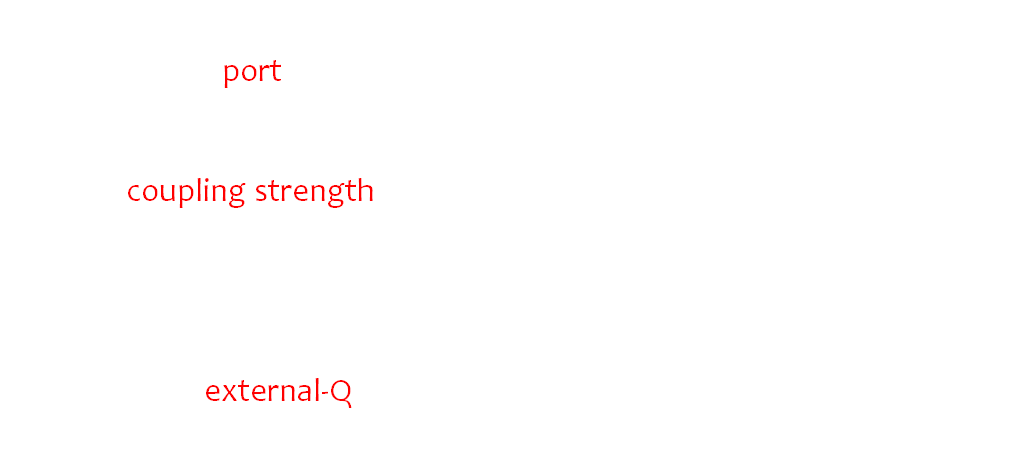 port
coupling strength
external-Q